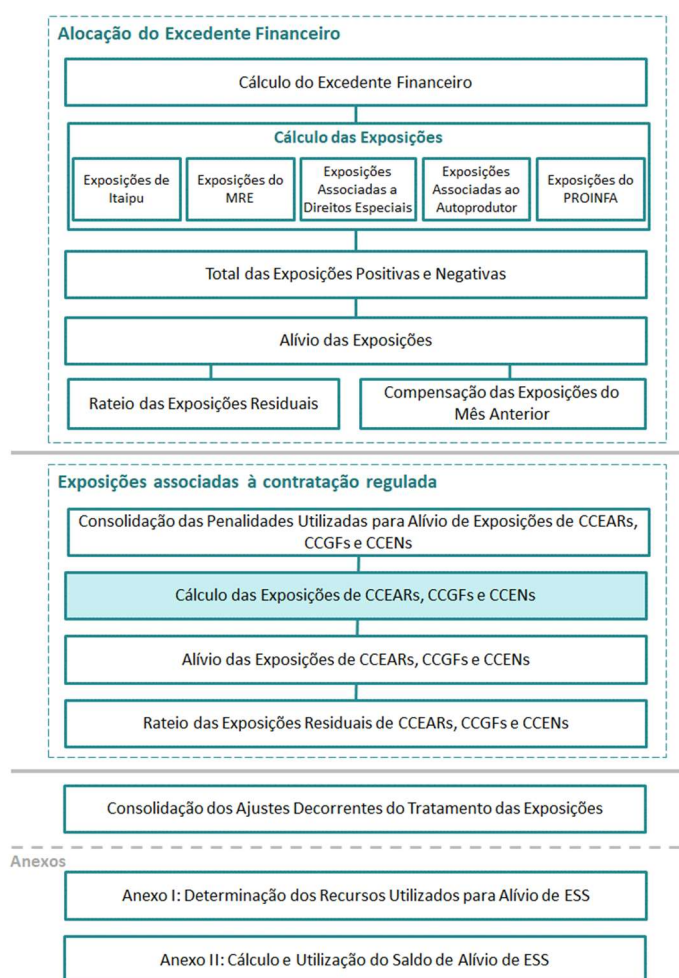 Alocação do Excedente Financeiro
Cálculo do Excedente Financeiro
Cálculo das Exposições
Exposições de
Itaipu
Exposições do
MRE
Exposições
Associadas a
Direitos Especiais
Exposições
Associadas ao
Autoprodutor
Exposições do
PROINFA
Total das Exposições Positivas e Negativas
Alívio das Exposições
Rateio das Exposições Residuais
Compensação das Exposições do
Mês Anterior
Exposições associadas à contratação regulada
Consolidação das Penalidades Utilizadas para Alívio de Exposições de CCEARs,
CCGFs e CCENs
Cálculo das Exposições de CCEARs, CCGFs e CCENs
Alívio das Exposições de CCEARs, CCGFs e CCENs
Rateio das Exposições Residuais de CCEARs, CCGFs e CCENs
Consolidação dos Ajustes Decorrentes do Tratamento das Exposições
Anexos
Anexo I: Determinação dos Recursos Utilizados para Alívio de ESS
Anexo II: Cálculo e Utilização do Saldo de Alívio de ESS